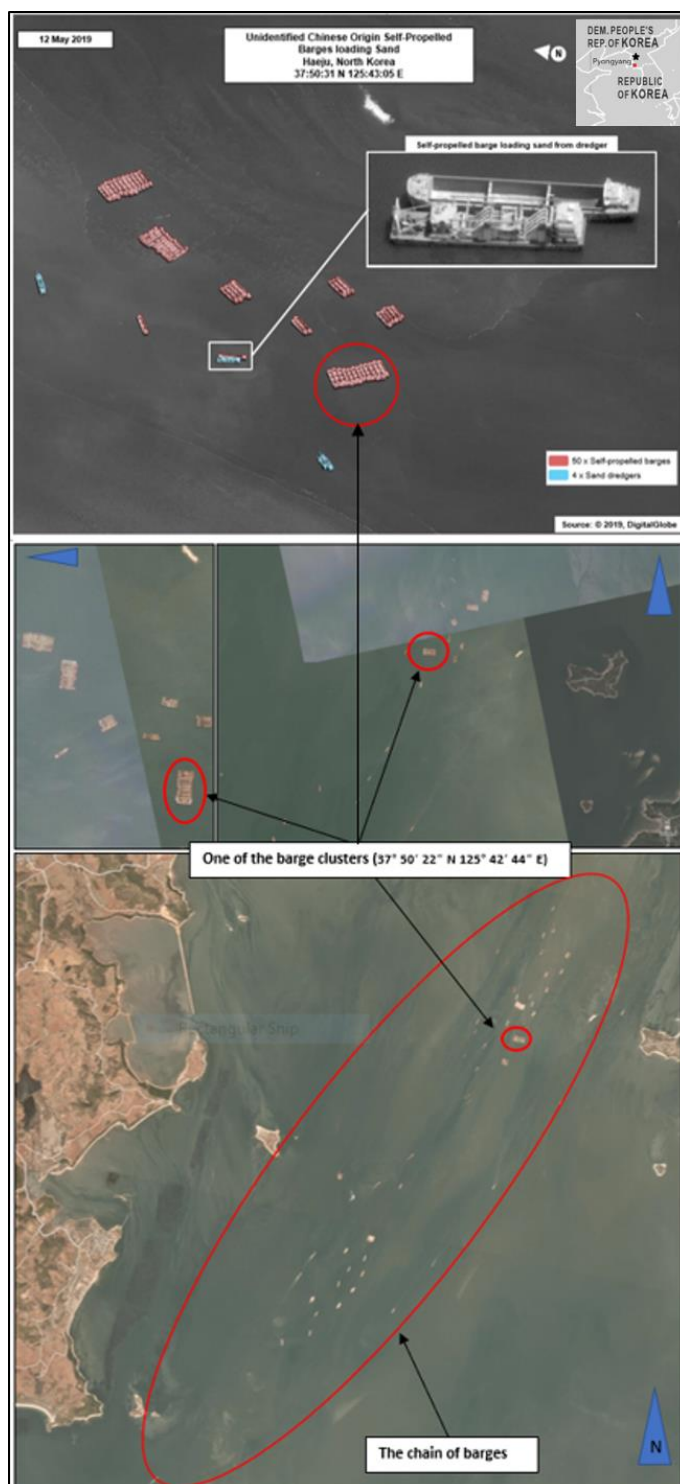 12 May 2019
Unidentified Chinese Origin Self-Propelled
Barges loading Sand
Haeju, North Korea
37:50:31 N 125:43:05 E
N
DEM. PEOPLE'S
REP. OF KOREA
Pyongyang
REPUBLIC
OF KOREA
Self-propelled barge loading sand from dredger
50 x Self-propelled barges
4 x Sand dredgers
Source: © 2019, DigitalGlobe
One of the barge clusters (37° 50' 22" N 125° 42' 44" E)
Rectangular Ship
The chain of barges
N